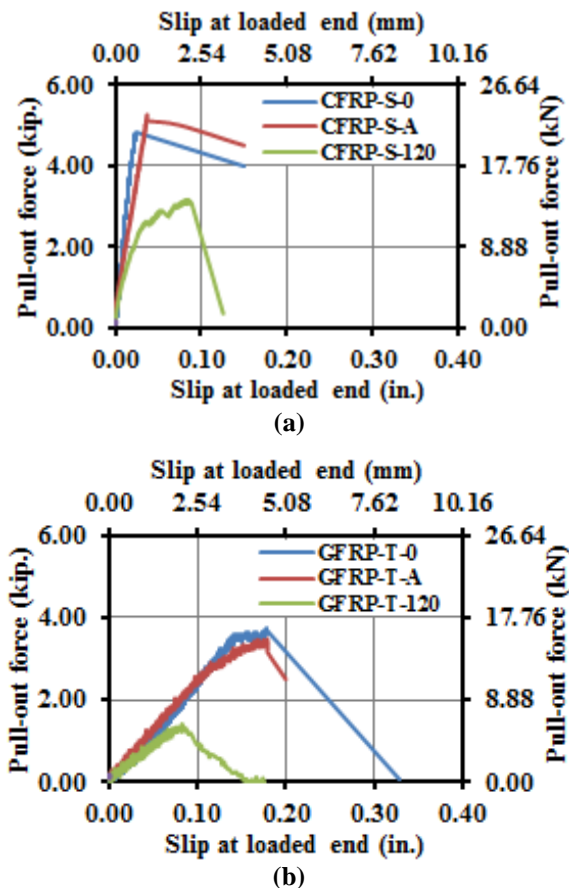 Slip at loaded end (mm)
0.00 2.54 5.08 7.62 10.16
6.00 26.64
CFRP-S-0
CFRP-S-A
4.00 17.76
CFRP-S-120
Pull-out force (kip.)
Pull-out force (kN)
2.00 8.88
0.00 0.00
0.00 0.10 0.20 0.30 0.40
Slip at loaded end (in.)
(a)
Slip at loaded end (mm)
0.00 2.54 5.08 7.62 10.16
6.00 26.64
GFRP-T-0
GFRP-T-A
GFRP-T-120
4.00 17.76
Pull-out force (kip.)
Pull-out force (kN)
2.00 8.88
0.00 0.00
0.00 0.10 0.20 0.30 0.40
Slip at loaded end (in.)
(b)